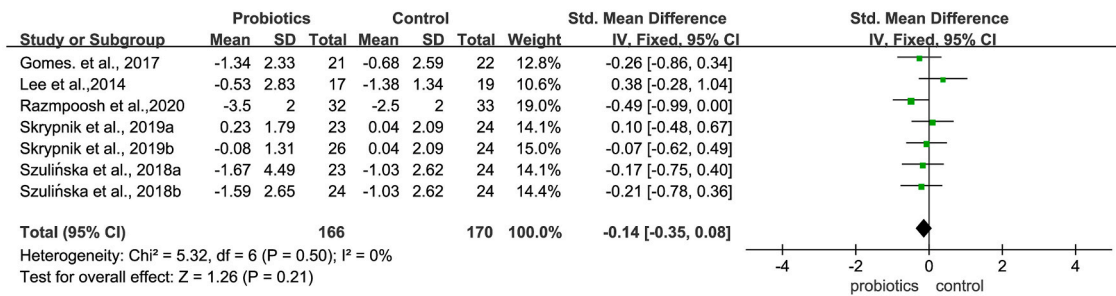 Probiotics Control Std. Mean Difference Std. Mean Difference
Study or Subgroup Mean SD Total Mean SD Total Weight IV, Fixed, 95% CI IV, Fixed, 95% CI
Gomes. et al., 2017 -1.34 2.33 21 -0.68 2.59 22 12.8% -0.26 [-0.86, 0.34]
Lee et al.,2014 -0.53 2.83 17 -1.38 1.34 19 10.6% 0.38 [-0.28, 1.04]
Razmpoosh et al.,2020 -3.5 2 32 -2.5 2 33 19.0% -0.49 [-0.99, 0.00]
Skrypnik et al., 2019a 0.23 1.79 23 0.04 2.09 24 14.1% 0.10 [-0.48, 0.67]
Skrypnik et al., 2019b -0.08 1.31 26 0.04 2.09 24 15.0% -0.07 [-0.62, 0.49]
Szulińska et al., 2018a -1.67 4.49 23 -1.03 2.62 24 14.1% -0.17 [-0.75, 0.40]
Szulińska et al., 2018b -1.59 2.65 24 -1.03 2.62 24 14.4% -0.21 [-0.78, 0.36]
Total (95% CI) 166 170 100.0% -0.14 [-0.35, 0.08]
Heterogeneity: Chi² = 5.32, df = 6 (P = 0.50); I² = 0%
Test for overall effect: Z = 1.26 (P = 0.21)
-4 -2 0 2 4
probiotics control